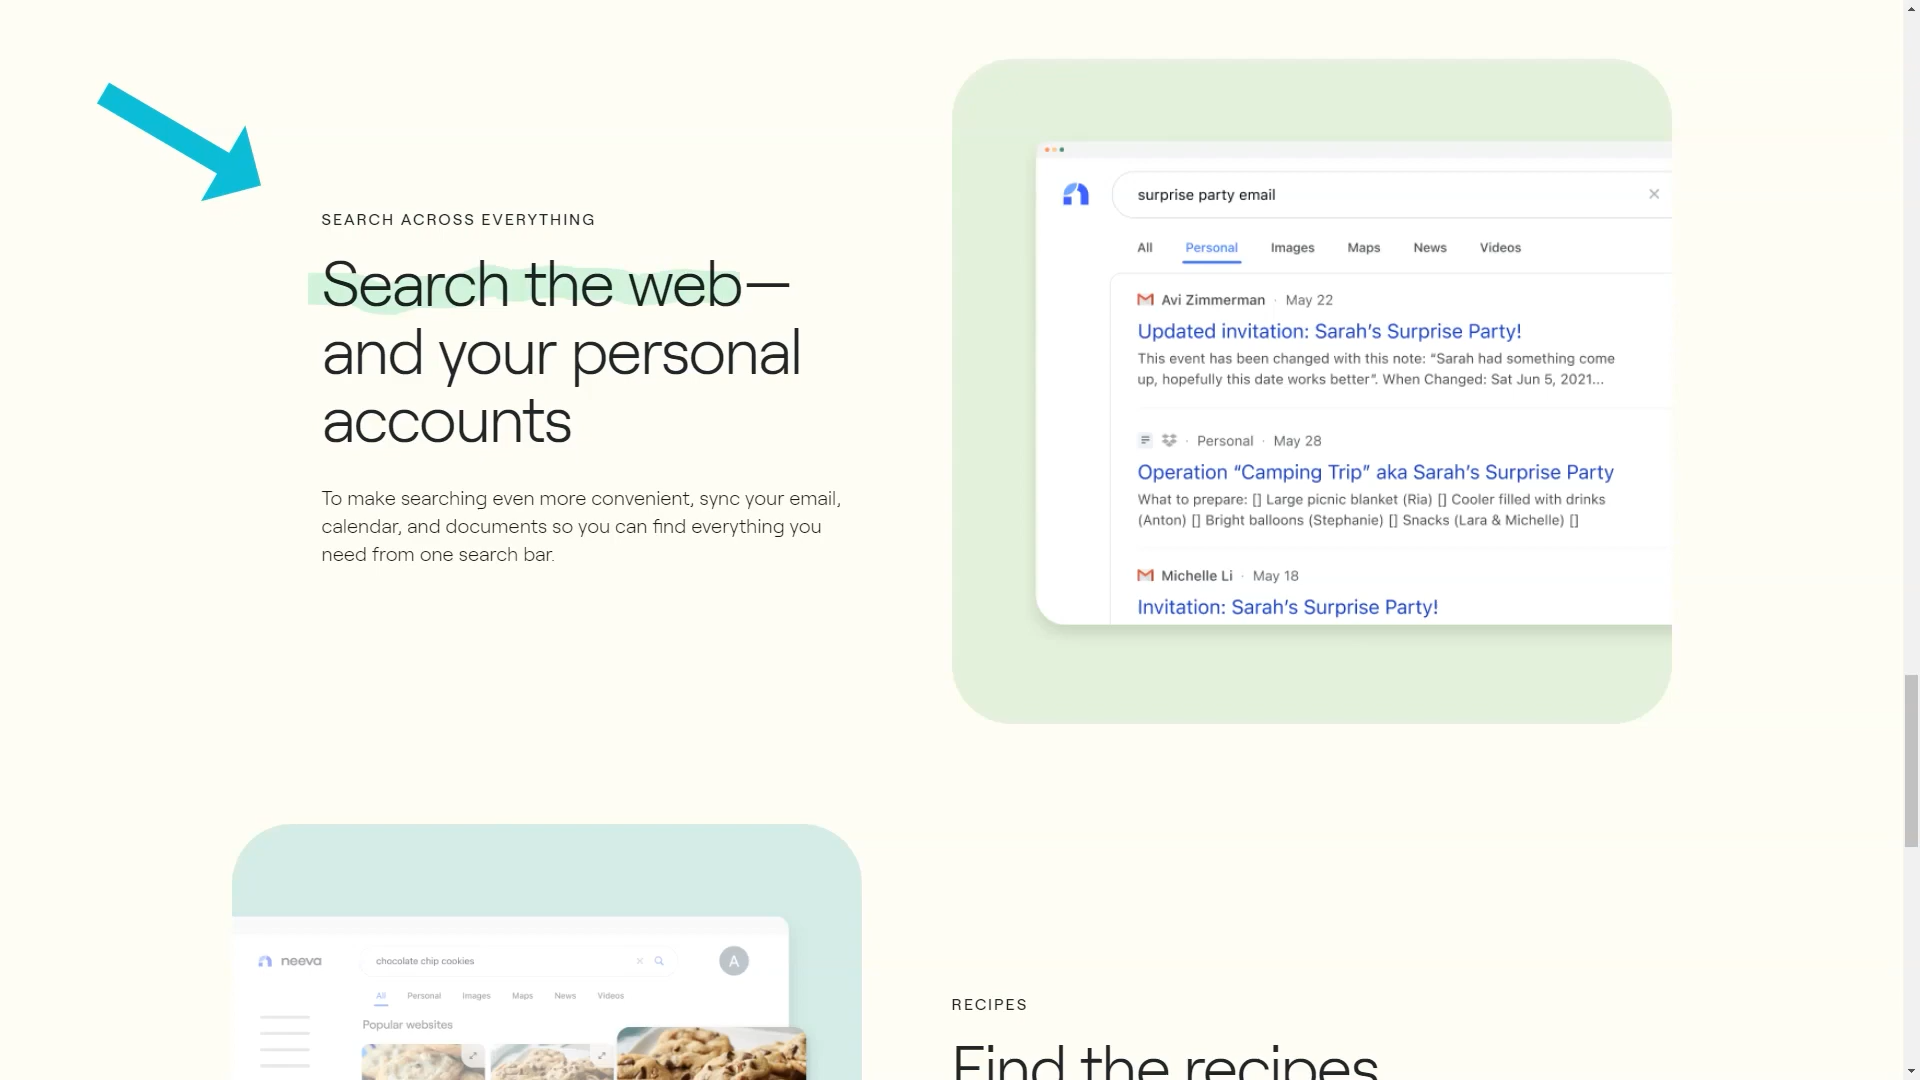 SEARCH ACROSS EVERYTHING
Search the web—
and your personal
accounts
To make searching even more convenient, sync your email,
calendar, and documents so you can find everything you
need from one search bar.
surprise party email
All Personal Images Maps News Videos
Avi Zimmerman · May 22
Updated invitation: Sarah’s Surprise Party!
This event has been changed with this note: “Sarah had something come
up, hopefully this date works better”. When Changed: Sat Jun 5, 2021...
· Personal · May 28
Operation “Camping Trip” aka Sarah’s Surprise Party
What to prepare: [] Large picnic blanket (Ria) [] Cooler filled with drinks
(Anton) [] Bright balloons (Stephanie) [] Snacks (Lara & Michelle) []
Michelle Li · May 18
Invitation: Sarah’s Surprise Party!
neeva
chocolate chip cookies
A
All Personal Images Maps News Videos
Popular websites
RECIPES
Find the recipes